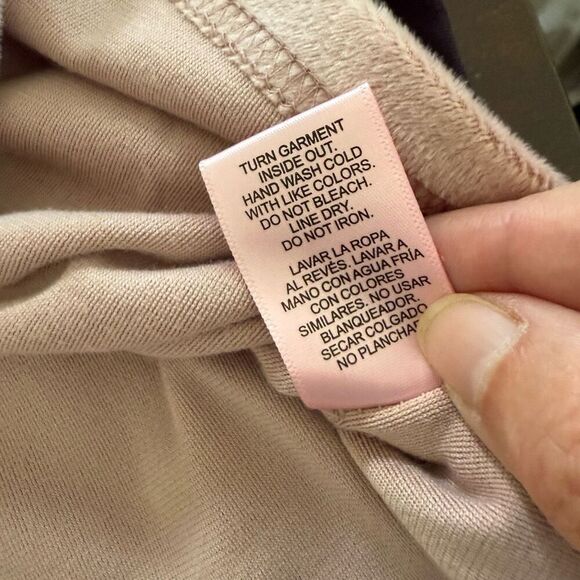 TURN GARMENT
INSIDE OUT.
HAND WASH COLD
WITH LIKE COLORS.
DO NOT BLEACH.
LINE DRY.
DO NOT IRON.
LAVAR LA ROPA
AL REVÉS. LAVAR A
MANO CON AGUA FRÍA
CON COLORES
SIMILARES. NO USAR
BLANQUEADOR.
SECAR COLGADO
NO PLANCHAR